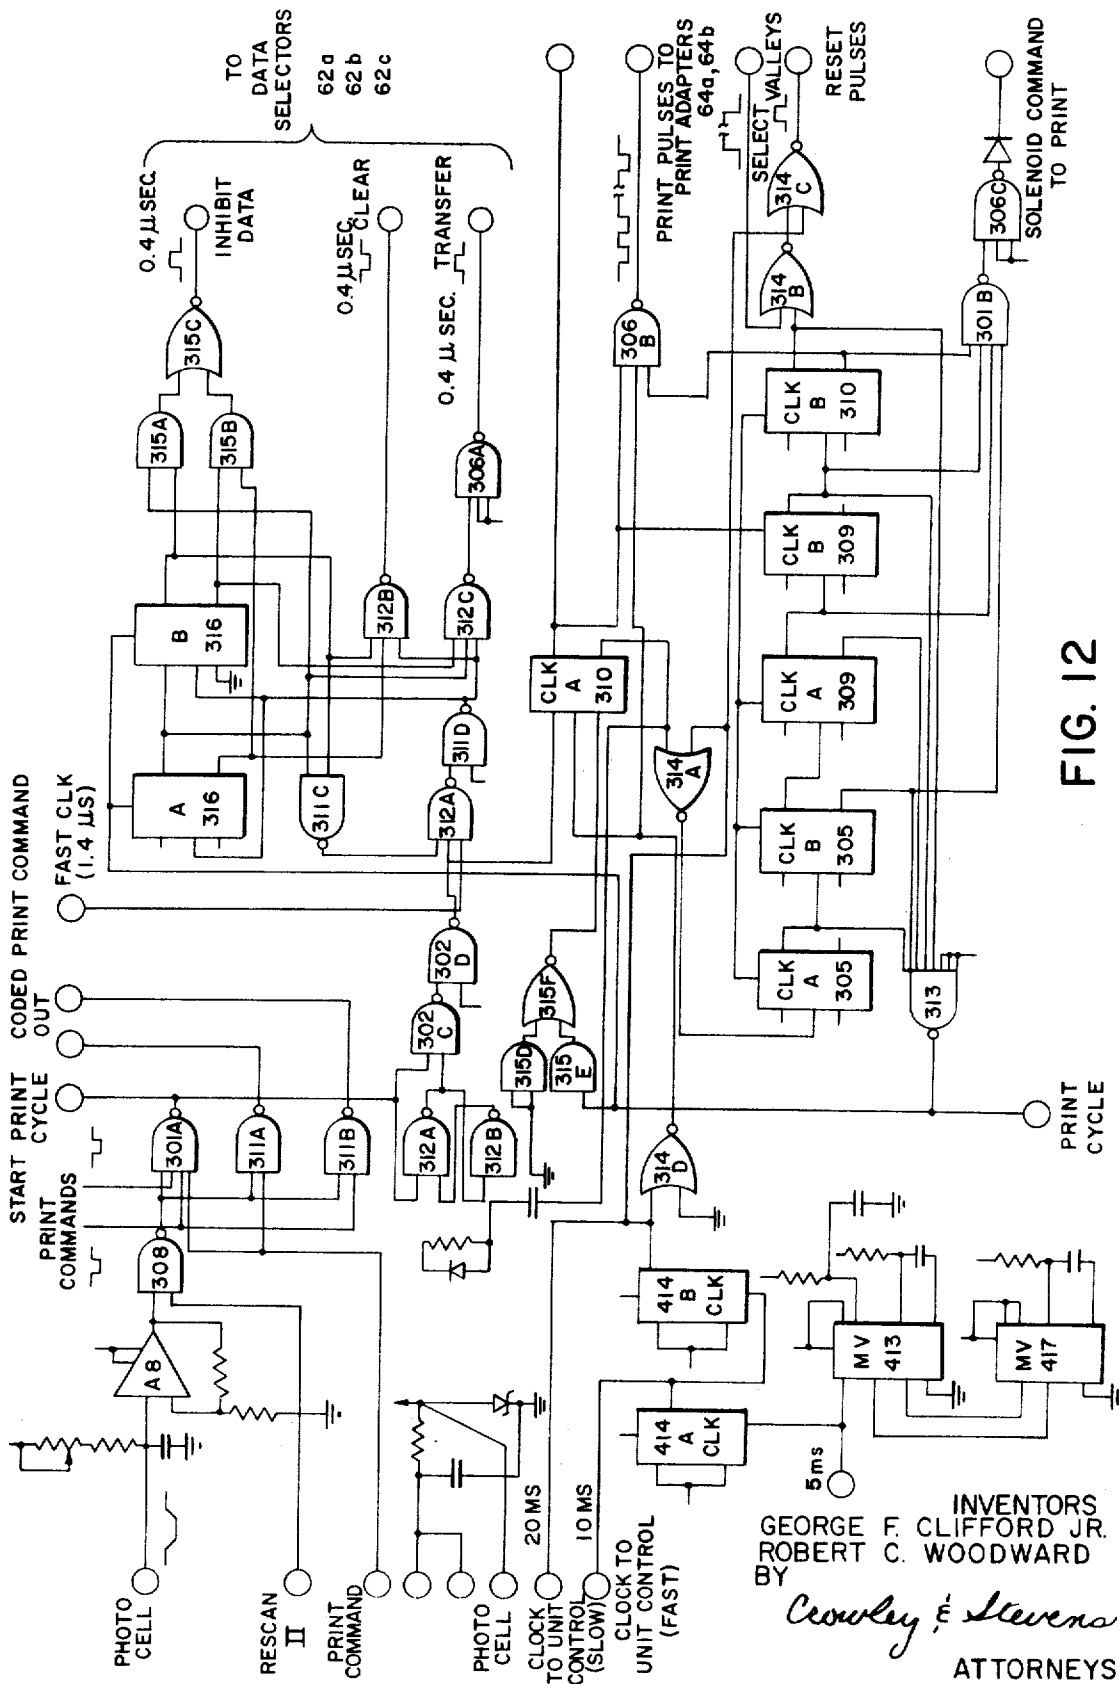 TO
DATA
SELECTORS
62a
62b
62c
0.4 μSEC.
INHIBIT
DATA
0.4 μSEC.
CLEAR
0.4 μ SEC. TRANSFER
PRINT PULSES TO
PRINT ADAPTERS
64a, 64b
SELECT VALLEYS
RESET
PULSES
SOLENOID COMMAND
TO PRINT
START PRINT
CYCLE
CODED PRINT COMMAND
OUT
FAST CLK
(1.4 μS)
PRINT
COMMANDS
315C
315A
315B
B
316
A
316
311C
312B
312C
306A
311D
312A
302
D
302
C
301A
311A
311B
308
A8
312A
312B
315D
315
E
315F
CLK
A
310
306
B
314
A
314
B
314
C
314
D
CLK
B
310
CLK
B
309
CLK
A
309
CLK
B
305
CLK
A
305
301B
306C
313
414
B
CLK
414
A
CLK
MV
413
MV
417
5ms
PHOTO
CELL
RESCAN
II
PRINT
COMMAND
PHOTO
CELL
20 MS
CLOCK
TO UNIT
CONTROL
(SLOW)
10 MS
CLOCK TO
UNIT CONTROL
(FAST)
PRINT
CYCLE
FIG. 12
INVENTORS
GEORGE F. CLIFFORD JR.
ROBERT C. WOODWARD
BY
Crowley & Stevens
ATTORNEYS